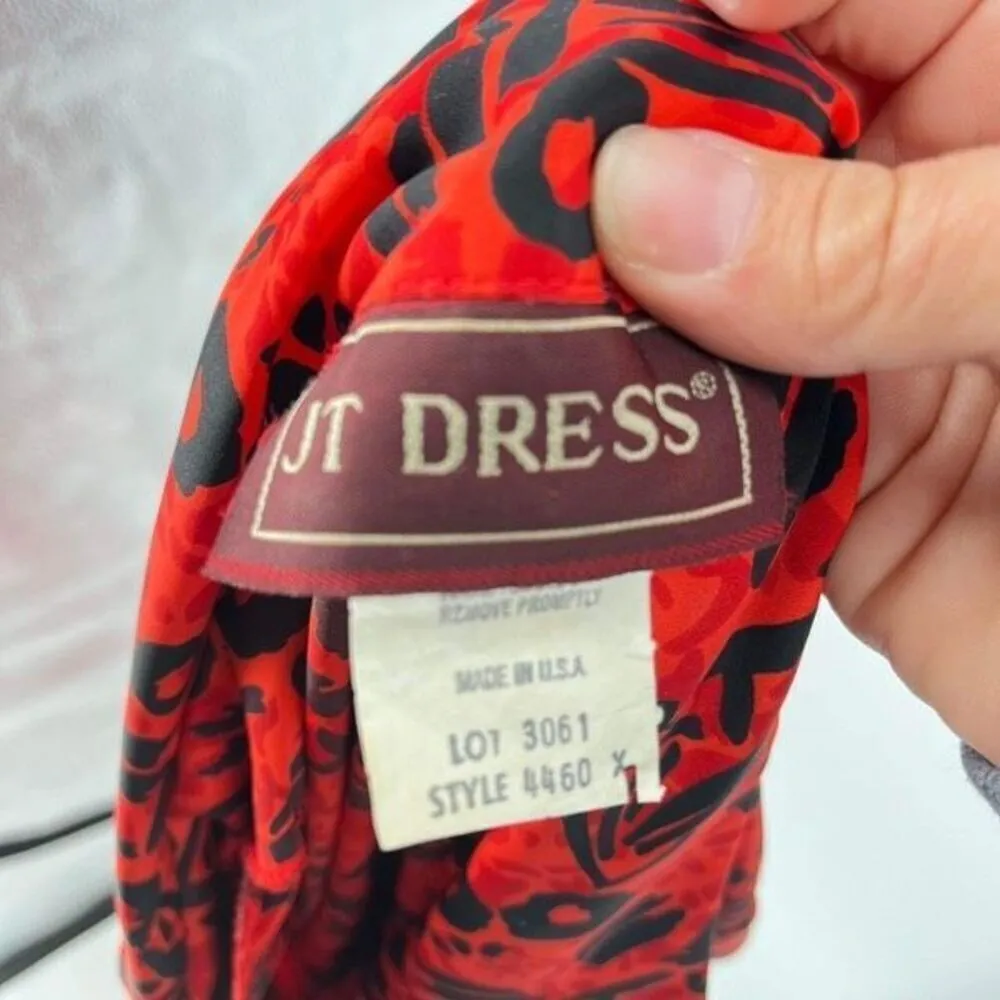 JT DRESS®
REMOVE PROMPTLY
MADE IN U.S.A
LOT 3061
STYLE 4460 X